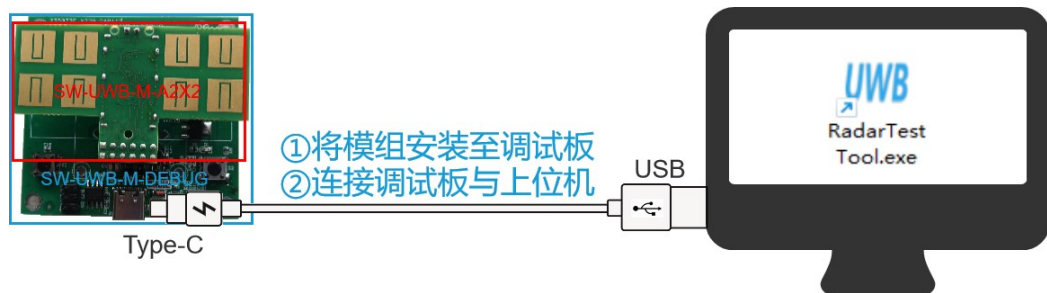 SW-UWB-M-A2X2
SW-UWB-M-DEBUG
Type-C
①将模组安装至调试板
②连接调试板与上位机
USB
UWB
RadarTest
Tool.exe